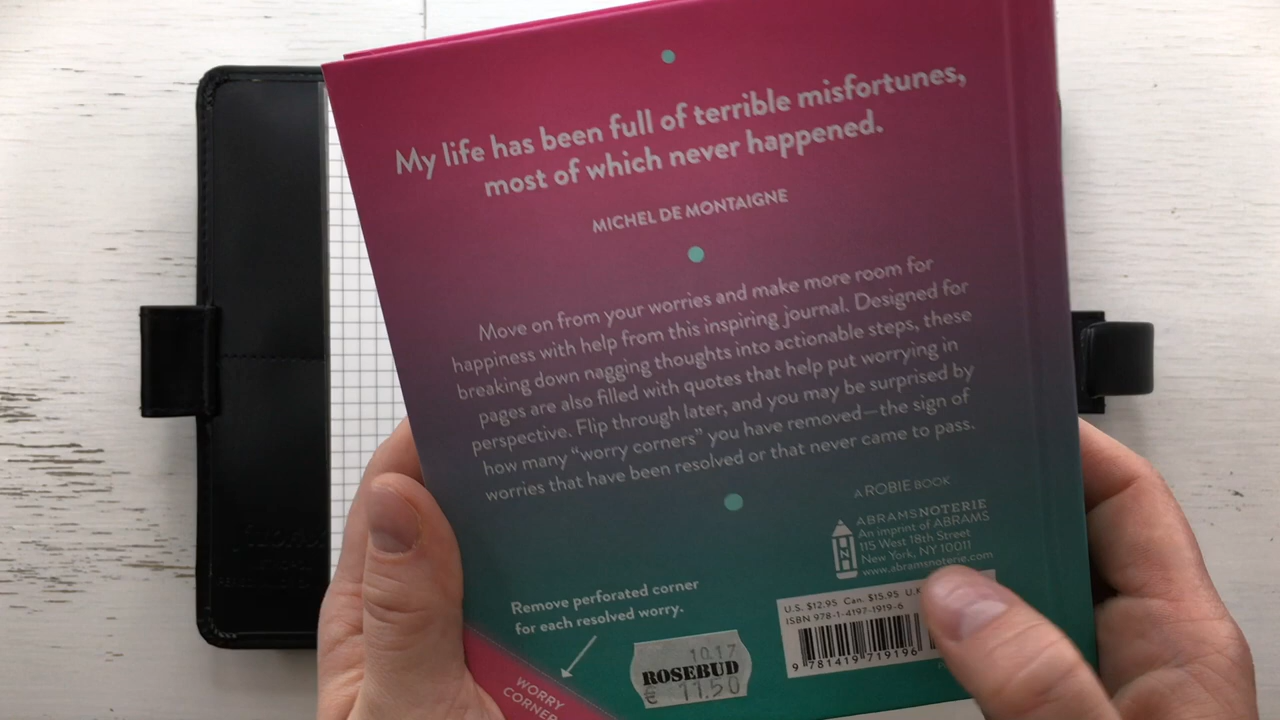 My life has been full of terrible misfortunes,
most of which never happened.
MICHEL DE MONTAIGNE
Move on from your worries and make more room for
happiness with help from this inspiring journal. Designed for
breaking down nagging thoughts into actionable steps, these
pages are also filled with quotes that help put worrying in
perspective. Flip through later, and you may be surprised by
how many “worry corners” you have removed—the sign of
worries that have been resolved or that never came to pass.
A ROBIE BOOK
ABRAMSNOTERIE
An imprint of ABRAMS
115 West 18th Street
New York, NY 10011
www.abramsnoterie.com
Remove perforated corner
for each resolved worry.
WORRY
CORNER
10.17
ROSEBUD
€ 11.50
U.S. $12.95 Can. $15.95 U.K
ISBN 978-1-4197-1919-6
9 781419 719196